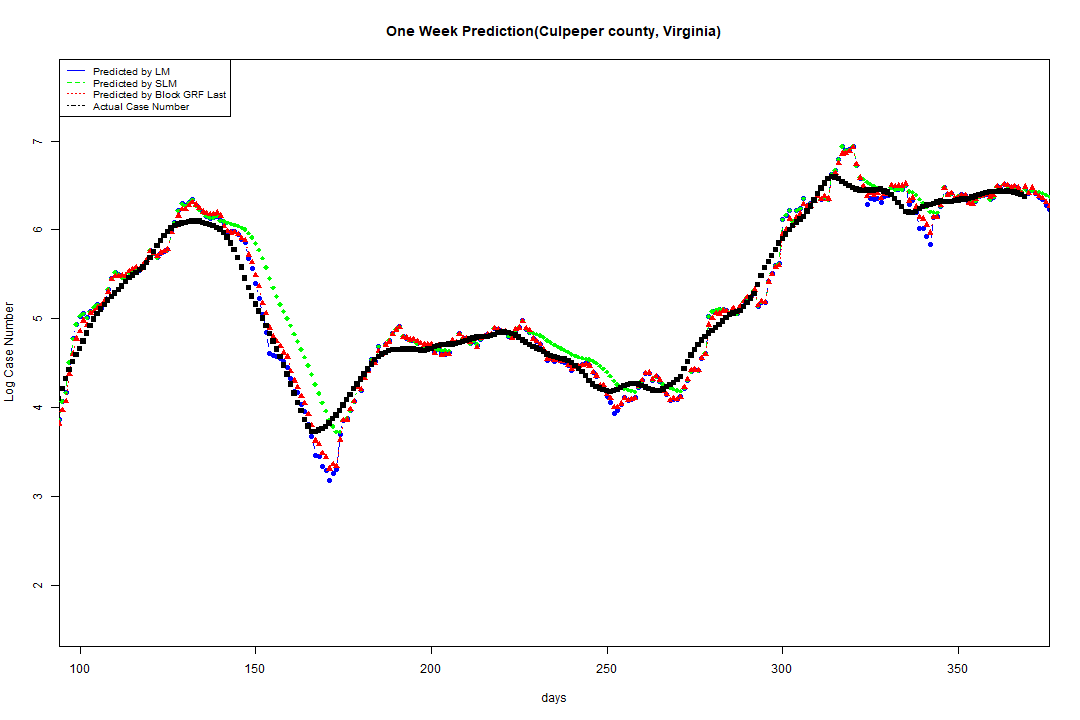 One Week Prediction(Culpeper county, Virginia)
Predicted by LM
Predicted by SLM
Predicted by Block GRF Last
Actual Case Number
7
6
5
4
3
2
Log Case Number
100 150 200 250 300 350
days